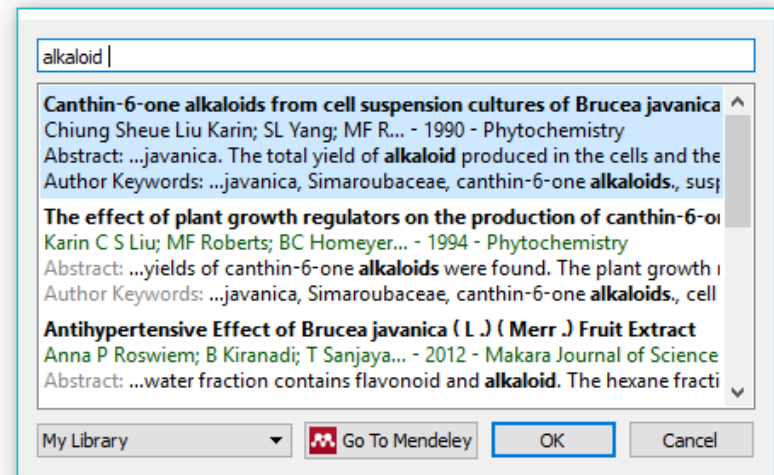 alkaloid
Canthin-6-one alkaloids from cell suspension cultures of Brucea javanica
Chiung Sheue Liu Karin; SL Yang; MF R... - 1990 - Phytochemistry
Abstract: ...javanica. The total yield of alkaloid produced in the cells and the
Author Keywords: ...javanica, Simaroubaceae, canthin-6-one alkaloids., susp
The effect of plant growth regulators on the production of canthin-6-o
Karin C S Liu; MF Roberts; BC Homeyer... - 1994 - Phytochemistry
Abstract: ...yields of canthin-6-one alkaloids were found. The plant growth
Author Keywords: ...javanica, Simaroubaceae, canthin-6-one alkaloids., cell
Antihypertensive Effect of Brucea javanica ( L .) ( Merr .) Fruit Extract
Anna P Roswiem; B Kiranadi; T Sanjaya... - 2012 - Makara Journal of Science
Abstract: ...water fraction contains flavonoid and alkaloid. The hexane fracti
My Library Go To Mendeley OK Cancel